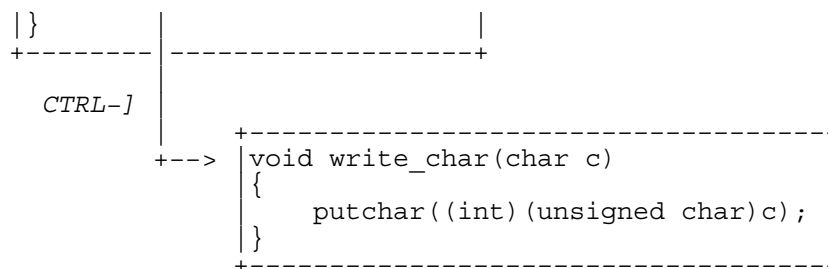 |} | |
+--------|-------------------+
|
CTRL-] |
| +------------------------------------
+--> |void write_char(char c)
|{
| putchar((int)(unsigned char)c);
|}
+------------------------------------